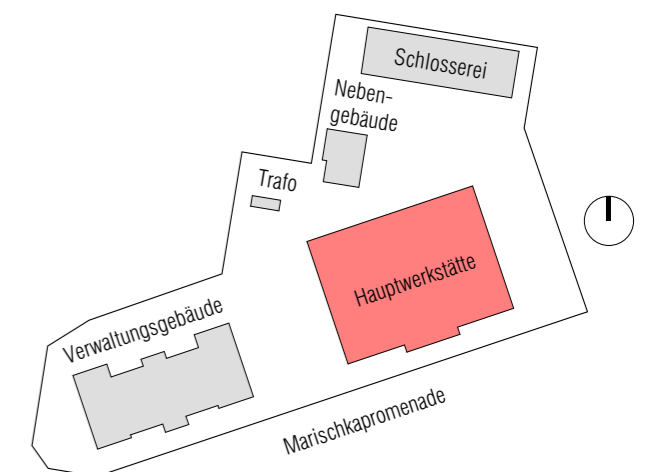 Schlosserei
Neben-
gebäude
Trafo
Hauptwerkstätte
Verwaltungsgebäude
Marischkapromenade